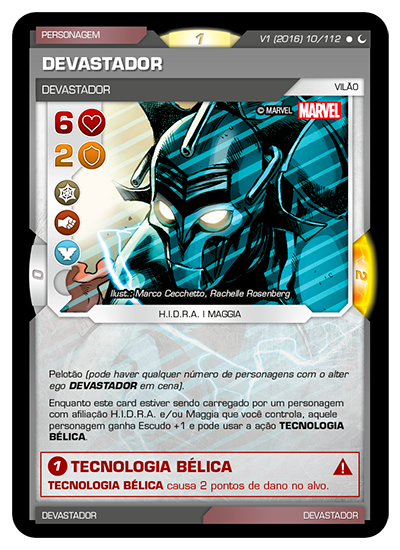 PERSONAGEM
1
V1 (2016) 10/112
DEVASTADOR
DEVASTADOR
VILÃO
© MARVEL
MARVEL
6
2
0
2
Ilust.: Marco Cecchetto, Rachelle Rosenberg
H.I.D.R.A. | MAGGIA
Pelotão (pode haver qualquer número de personagens com o alter
ego DEVASTADOR em cena).
Enquanto este card estiver sendo carregado por um personagem
com afiliação H.I.D.R.A. e/ou Maggia que você controla, aquele
personagem ganha Escudo +1 e pode usar a ação TECNOLOGIA
BÉLICA.
1 TECNOLOGIA BÉLICA
TECNOLOGIA BÉLICA causa 2 pontos de dano no alvo.
DEVASTADOR
DEVASTADOR